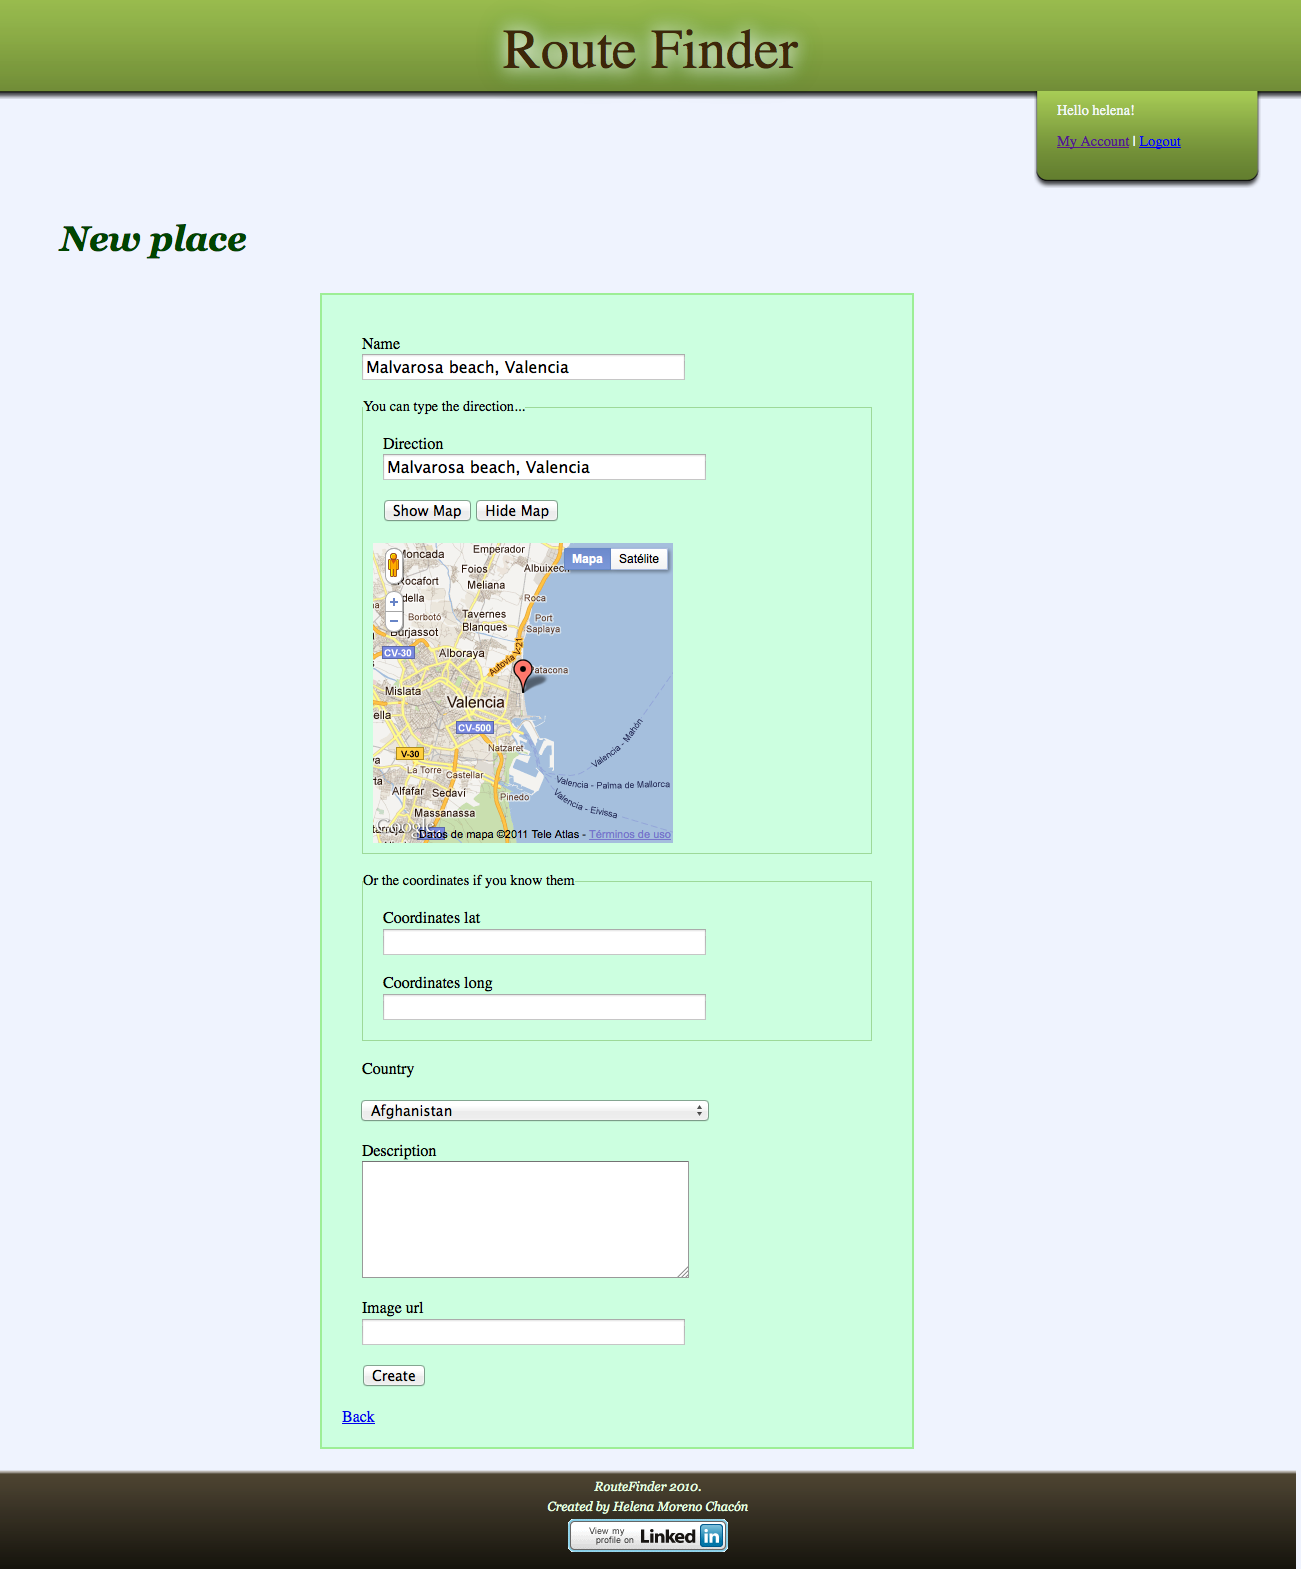 Route Finder
Hello helena!
My Account | Logout
New place
Name
Malvarosa beach, Valencia
You can type the direction...
Direction
Malvarosa beach, Valencia
Show Map Hide Map
Moncada
Emperador
Mapa Satélite
Rocafort
Foios
Albuixec
Meliana
della
Roca
Borbotó
Tavernes Blanques
Port Saplaya
Burjassot
+
−
CV-30
Alboraya
Autovía V-21
atacona
Mislata
Valencia
ella
CV-500
Valencia - Mahón
V-30
Natzaret
La Torre
Castellar
Valencia - Palma de Mallorca
Alfafar
Sedaví
Pinedo
Valencia - Eivissa
Massanassa
Google
Datos de mapa ©2011 Tele Atlas - Términos de uso
Or the coordinates if you know them
Coordinates lat
Coordinates long
Country
Afghanistan
Description
Image url
Create
Back
RouteFinder 2010.
Created by Helena Moreno Chacón
View my profile on Linked in